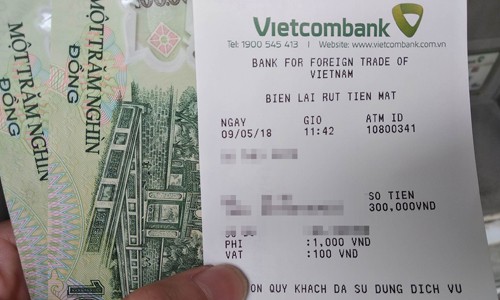 MỘT TRĂM NGHÌN
ĐỒNG
MỘT TRĂM NGHÌN
ĐỒNG
Vietcombank
Tel: 1900 545 413 / Website: www.vietcombank.com.vn
BANK FOR FOREIGN TRADE OF
VIETNAM
BIEN LAI RUT TIEN MAT
NGAY GIO ATM ID
09/05/18 11:42 10800341
SO TIEN
300,000VND
PHI :1,000 VND
VAT :100 VND
ON QUY KHACH DA SU DUNG DICH VU